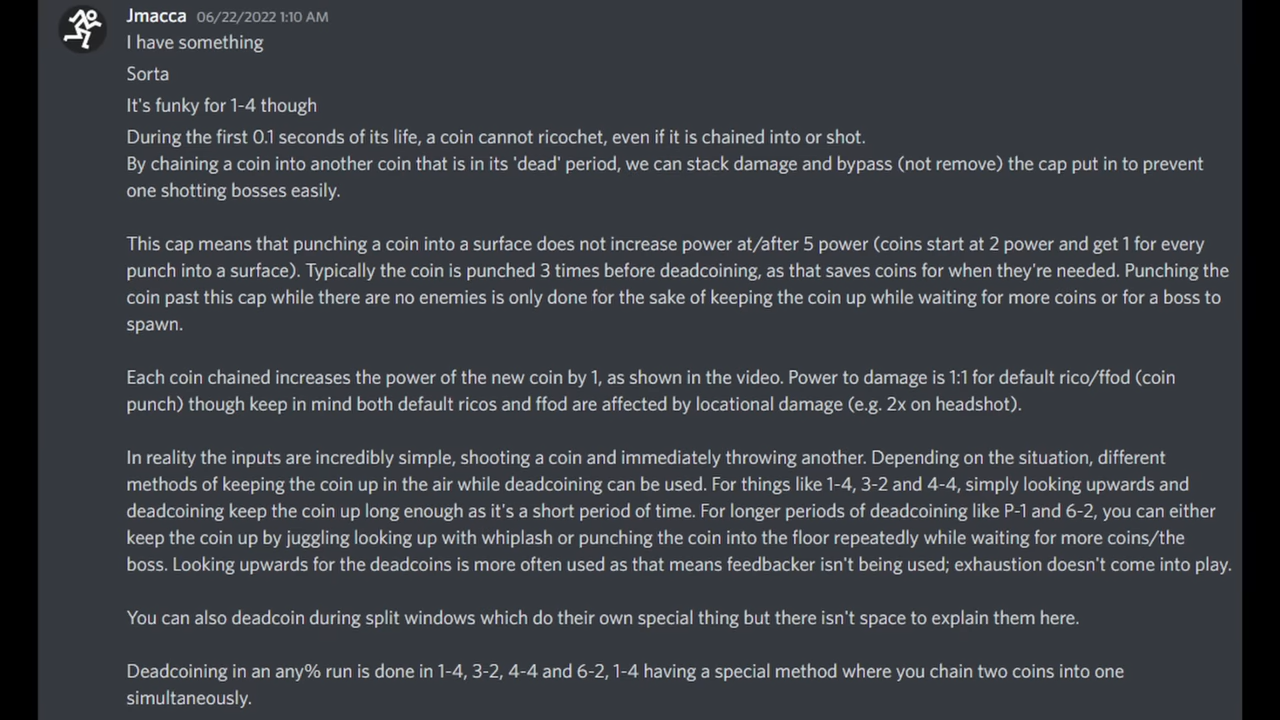 Jmacca 06/22/2022 1:10 AM
I have something
Sorta
It's funky for 1-4 though
During the first 0.1 seconds of its life, a coin cannot ricochet, even if it is chained into or shot.
By chaining a coin into another coin that is in its 'dead' period, we can stack damage and bypass (not remove) the cap put in to prevent
one shotting bosses easily.
This cap means that punching a coin into a surface does not increase power at/after 5 power (coins start at 2 power and get 1 for every
punch into a surface). Typically the coin is punched 3 times before deadcoining, as that saves coins for when they're needed. Punching the
coin past this cap while there are no enemies is only done for the sake of keeping the coin up while waiting for more coins or for a boss to
spawn.
Each coin chained increases the power of the new coin by 1, as shown in the video. Power to damage is 1:1 for default rico/ffod (coin
punch) though keep in mind both default ricos and ffod are affected by locational damage (e.g. 2x on headshot).
In reality the inputs are incredibly simple, shooting a coin and immediately throwing another. Depending on the situation, different
methods of keeping the coin up in the air while deadcoining can be used. For things like 1-4, 3-2 and 4-4, simply looking upwards and
deadcoining keep the coin up long enough as it's a short period of time. For longer periods of deadcoining like P-1 and 6-2, you can either
keep the coin up by juggling looking up with whiplash or punching the coin into the floor repeatedly while waiting for more coins/the
boss. Looking upwards for the deadcoins is more often used as that means feedbacker isn't being used; exhaustion doesn't come into play.
You can also deadcoin during split windows which do their own special thing but there isn't space to explain them here.
Deadcoining in an any% run is done in 1-4, 3-2, 4-4 and 6-2, 1-4 having a special method where you chain two coins into one
simultaneously.